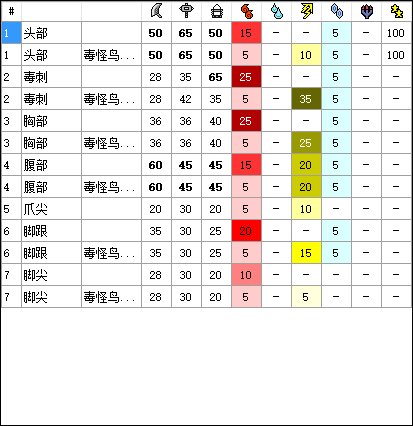 #
1 头部 50 65 50 15 – – 5 – 100
1 头部 毒怪鸟... 50 65 50 5 – 10 5 – 100
2 毒刺 28 35 65 25 – – 5 – –
2 毒刺 毒怪鸟... 28 42 35 5 – 35 5 – –
3 胸部 36 36 40 25 – – – – –
3 胸部 毒怪鸟... 36 36 40 5 – 25 5 – –
4 腹部 60 45 45 15 – 20 5 – –
4 腹部 毒怪鸟... 60 45 45 5 – 20 5 – –
5 爪尖 20 30 20 5 – 10 – – –
6 脚跟 35 30 25 20 – – 5 – –
6 脚跟 毒怪鸟... 35 30 25 5 – 15 5 – –
7 脚尖 28 30 20 10 – – – – –
7 脚尖 毒怪鸟... 28 30 20 5 – 5 – – –